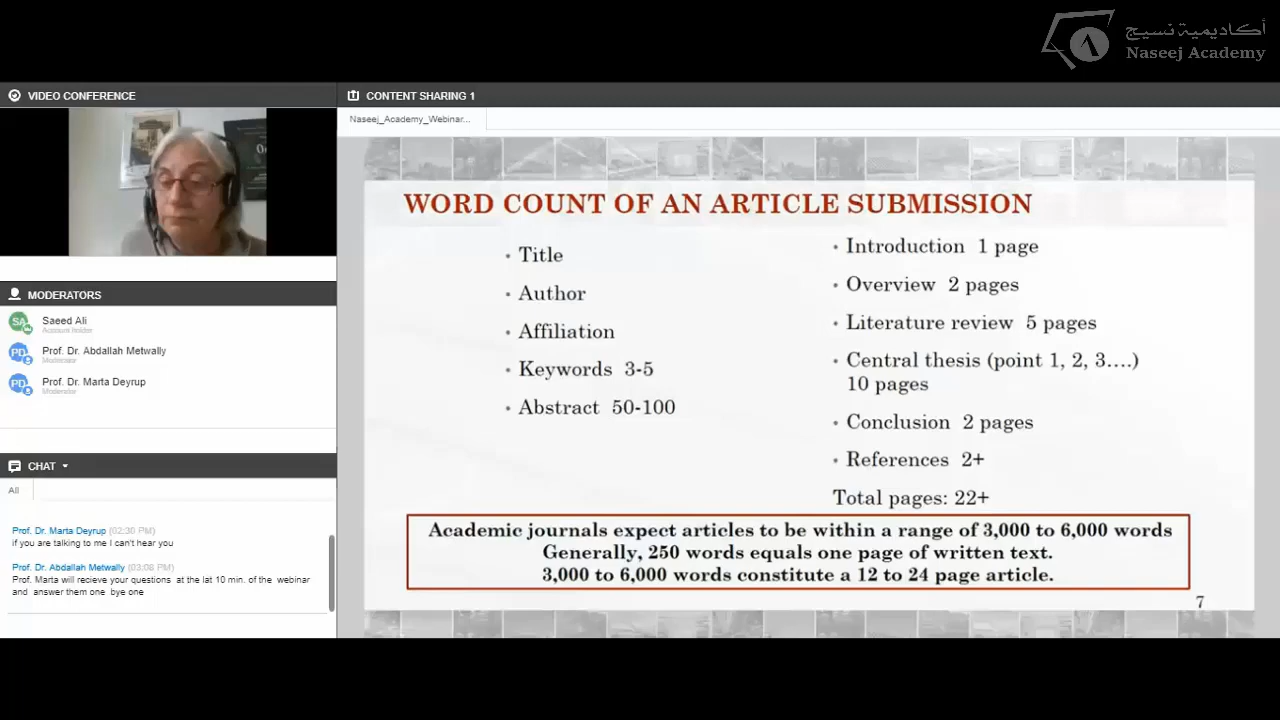 أكاديمية نسيج
Naseej Academy
VIDEO CONFERENCE
MODERATORS
SA
Saeed Ali
Account holder
PD
Prof. Dr. Abdallah Metwally
Moderator
PD
Prof. Dr. Marta Deyrup
Moderator
CHAT
All
Prof. Dr. Marta Deyrup (02:30 PM)
if you are talking to me I can't hear you
Prof. Dr. Abdallah Metwally (03:08 PM)
Prof. Marta will recieve your questions at the lat 10 min. of the webinar
and answer them one bye one
CONTENT SHARING 1
Naseej_Academy_Webinar...
WORD COUNT OF AN ARTICLE SUBMISSION
• Title
• Author
• Affiliation
• Keywords 3-5
• Abstract 50-100
• Introduction 1 page
• Overview 2 pages
• Literature review 5 pages
• Central thesis (point 1, 2, 3....)
10 pages
• Conclusion 2 pages
• References 2+
Total pages: 22+
Academic journals expect articles to be within a range of 3,000 to 6,000 words
Generally, 250 words equals one page of written text.
3,000 to 6,000 words constitute a 12 to 24 page article.
7